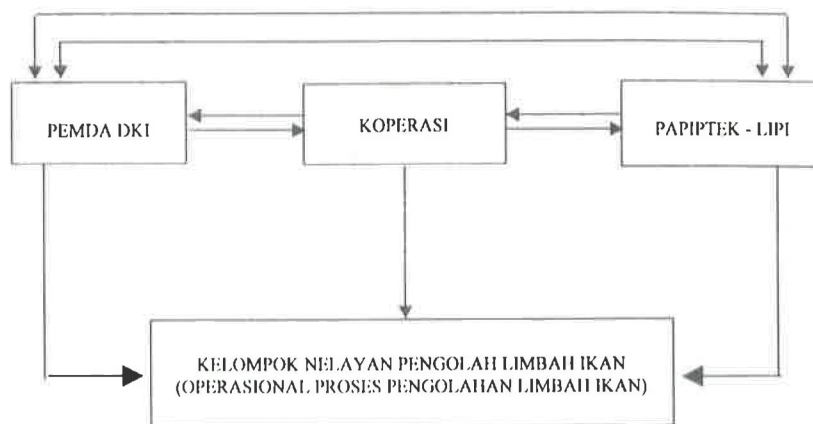 PEMDA DKI
KOPERASI
PAPIPTEK - LIPI
KELOMPOK NELAYAN PENGOLAH LIMBAH IKAN
(OPERASIONAL PROSES PENGOLAHAN LIMBAH IKAN)